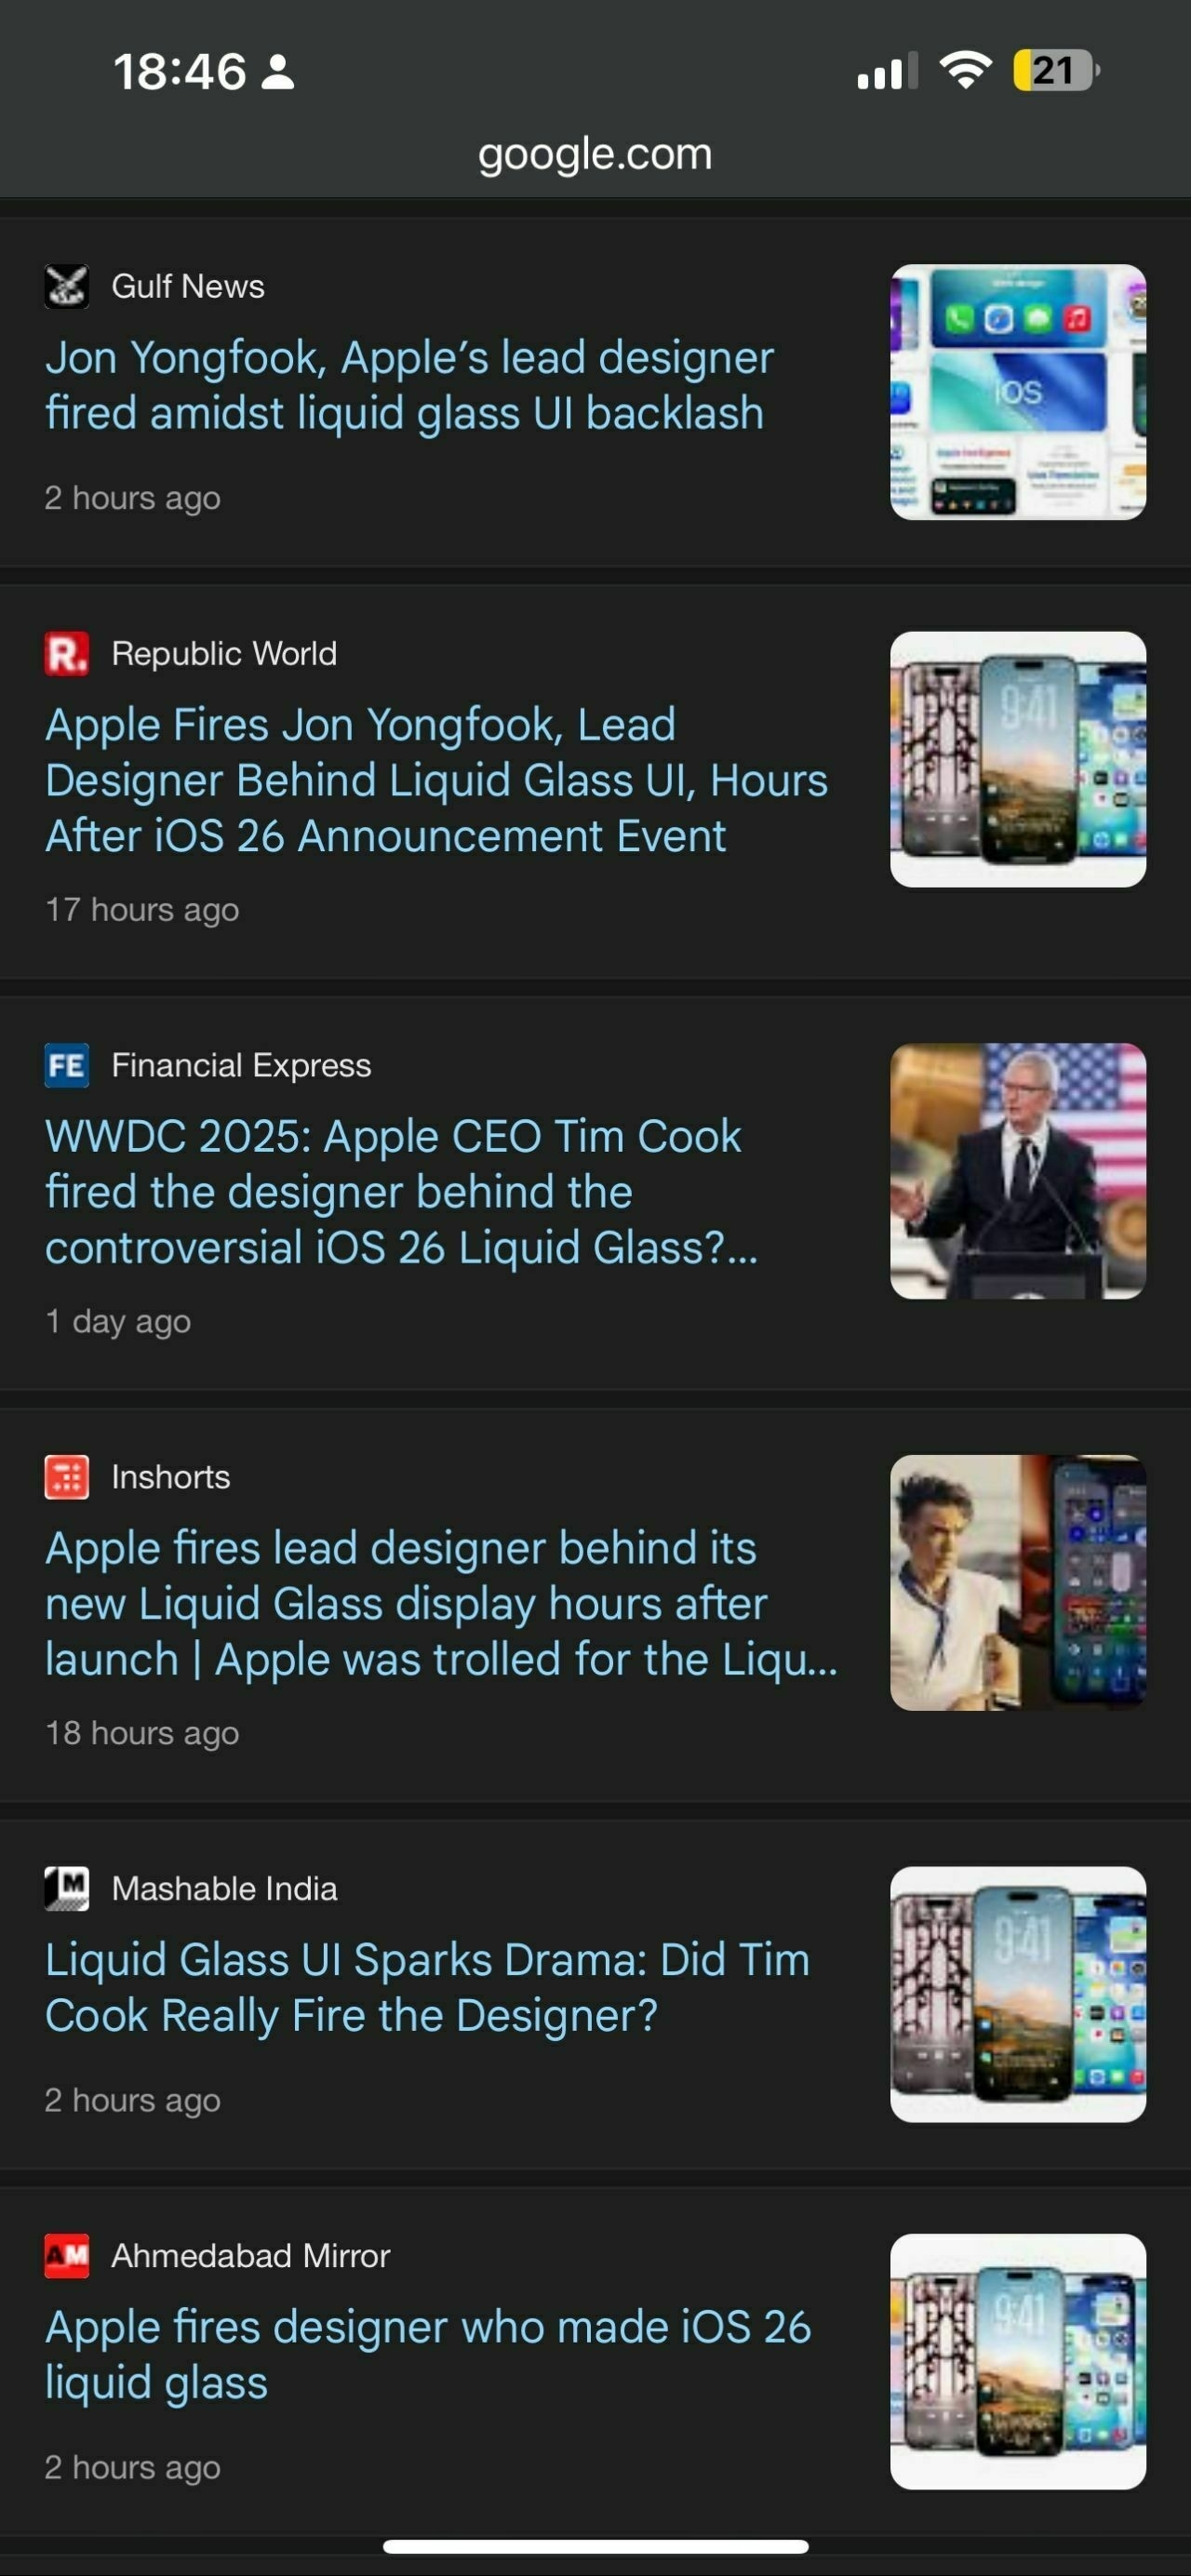 18:46
21
google.com
Gulf News
Jon Yongfook, Apple’s lead designer
fired amidst liquid glass UI backlash
2 hours ago
iOS
R.
Republic World
Apple Fires Jon Yongfook, Lead
Designer Behind Liquid Glass UI, Hours
After iOS 26 Announcement Event
17 hours ago
9:41
FE
Financial Express
WWDC 2025: Apple CEO Tim Cook
fired the designer behind the
controversial iOS 26 Liquid Glass?...
1 day ago
Inshorts
Apple fires lead designer behind its
new Liquid Glass display hours after
launch | Apple was trolled for the Liqu...
18 hours ago
M
Mashable India
Liquid Glass UI Sparks Drama: Did Tim
Cook Really Fire the Designer?
2 hours ago
9:41
AM
Ahmedabad Mirror
Apple fires designer who made iOS 26
liquid glass
2 hours ago
9:41